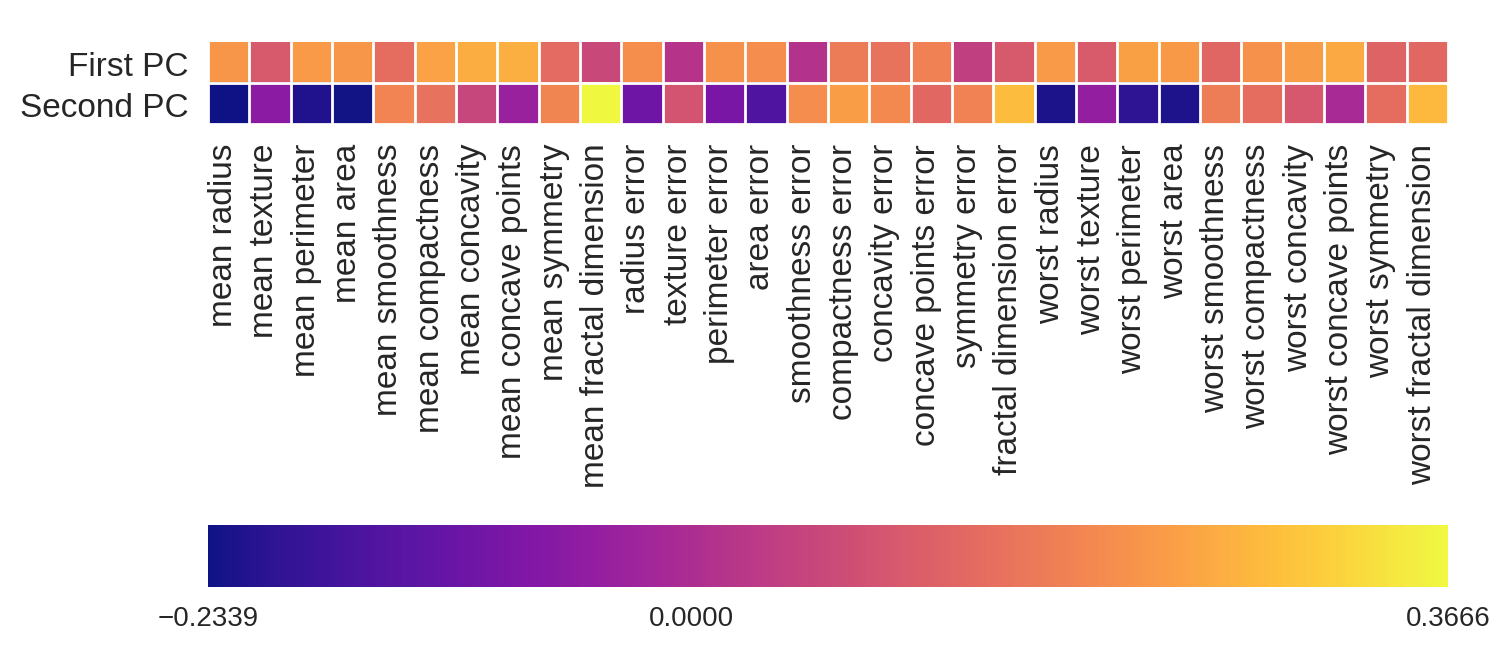 First PC
Second PC
mean radius
mean texture
mean perimeter
mean area
mean smoothness
mean compactness
mean concavity
mean concave points
mean symmetry
mean fractal dimension
radius error
texture error
perimeter error
area error
smoothness error
compactness error
concavity error
concave points error
symmetry error
fractal dimension error
worst radius
worst texture
worst perimeter
worst area
worst smoothness
worst compactness
worst concavity
worst concave points
worst symmetry
worst fractal dimension
−0.2339
0.0000
0.3666